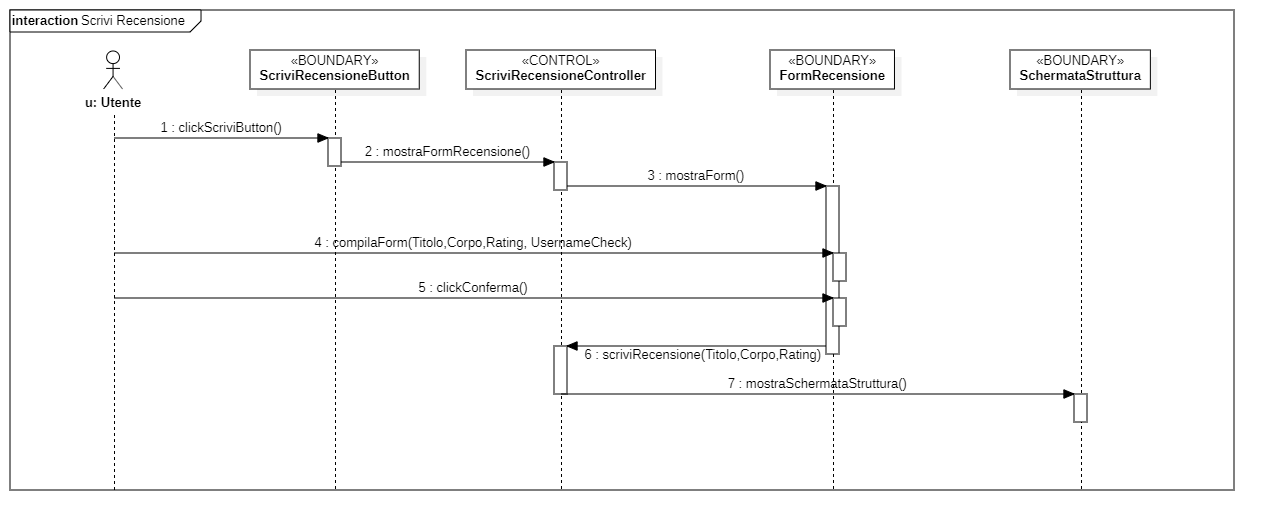 interaction Scrivi Recensione
«BOUNDARY»
ScriviRecensioneButton
«CONTROL»
ScriviRecensioneController
«BOUNDARY»
FormRecensione
«BOUNDARY»
SchermataStruttura
u: Utente
1 : clickScriviButton()
2 : mostraFormRecensione()
3 : mostraForm()
4 : compilaForm(Titolo,Corpo,Rating, UsernameCheck)
5 : clickConferma()
6 : scriviRecensione(Titolo,Corpo,Rating)
7 : mostraSchermataStruttura()